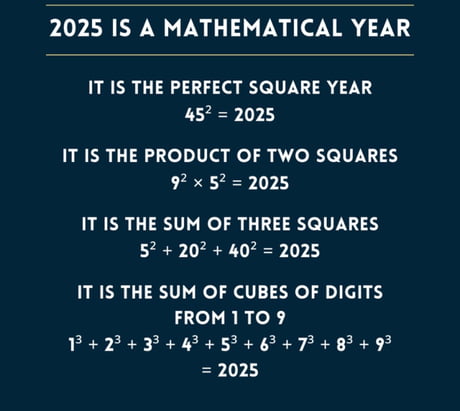 2025 IS A MATHEMATICAL YEAR
IT IS THE PERFECT SQUARE YEAR
45² = 2025
IT IS THE PRODUCT OF TWO SQUARES
9² × 5² = 2025
IT IS THE SUM OF THREE SQUARES
5² + 20² + 40² = 2025
IT IS THE SUM OF CUBES OF DIGITS
FROM 1 TO 9
1³ + 2³ + 3³ + 4³ + 5³ + 6³ + 7³ + 8³ + 9³
= 2025